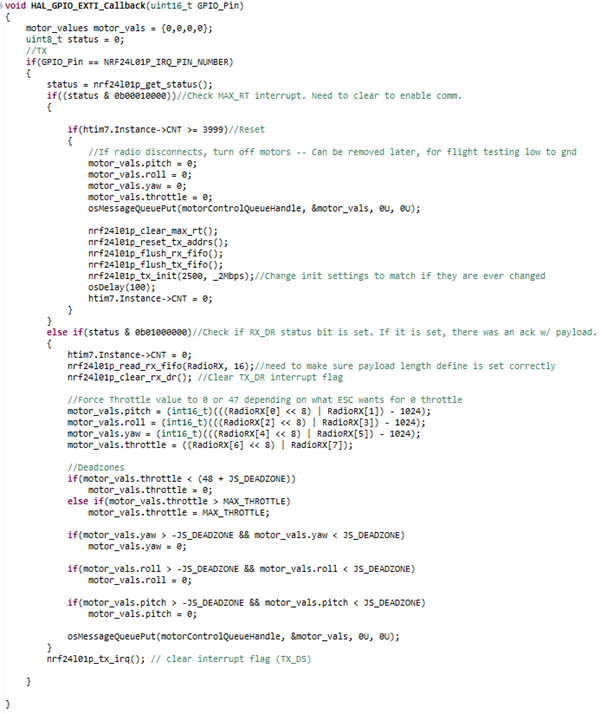 void HAL_GPIO_EXTI_Callback(uint16_t GPIO_Pin)
{
    motor_values motor_vals = {0,0,0,0};
    uint8_t status = 0;
    //TX
    if(GPIO_Pin == NRF24L01P_IRQ_PIN_NUMBER)
    {
        status = nrf24l01p_get_status();
        if((status & 0b00010000))//Check MAX_RT interrupt. Need to clear to enable comm.
        {

            if(htim7.Instance->CNT >= 3999)//Reset
            {
                //If radio disconnects, turn off motors -- Can be removed later, for flight testing low to gnd
                motor_vals.pitch = 0;
                motor_vals.roll = 0;
                motor_vals.yaw = 0;
                motor_vals.throttle = 0;
                osMessageQueuePut(motorControlQueueHandle, &motor_vals, 0U, 0U);

                nrf24l01p_clear_max_rt();
                nrf24l01p_reset_tx_addrs();
                nrf24l01p_flush_rx_fifo();
                nrf24l01p_flush_tx_fifo();
                nrf24l01p_tx_init(2500, _2Mbps);//Change init settings to match if they are ever changed
                osDelay(100);
                htim7.Instance->CNT = 0;
            }
        }
        else if(status & 0b01000000)//Check if RX_DR status bit is set. If it is set, there was an ack w/ payload.
        {
            htim7.Instance->CNT = 0;
            nrf24l01p_read_rx_fifo(RadioRX, 16);//need to make sure payload length define is set correctly
            nrf24l01p_clear_rx_dr(); //Clear TX_DR interrupt flag

            //Force Throttle value to 0 or 47 depending on what ESC wants for 0 throttle
            motor_vals.pitch = (int16_t)(((RadioRX[0] << 8) | RadioRX[1]) - 1024);
            motor_vals.roll = (int16_t)(((RadioRX[2] << 8) | RadioRX[3]) - 1024);
            motor_vals.yaw = (int16_t)(((RadioRX[4] << 8) | RadioRX[5]) - 1024);
            motor_vals.throttle = ((RadioRX[6] << 8) | RadioRX[7]);

            //Deadzones
            if(motor_vals.throttle < (48 + JS_DEADZONE))
                motor_vals.throttle = 0;
            else if(motor_vals.throttle > MAX_THROTTLE)
                motor_vals.throttle = MAX_THROTTLE;

            if(motor_vals.yaw > -JS_DEADZONE && motor_vals.yaw < JS_DEADZONE)
                motor_vals.yaw = 0;

            if(motor_vals.roll > -JS_DEADZONE && motor_vals.roll < JS_DEADZONE)
                motor_vals.roll = 0;

            if(motor_vals.pitch > -JS_DEADZONE && motor_vals.pitch < JS_DEADZONE)
                motor_vals.pitch = 0;

            osMessageQueuePut(motorControlQueueHandle, &motor_vals, 0U, 0U);
        }
        nrf24l01p_tx_irq(); // clear interrupt flag (TX_DS)

    }

}